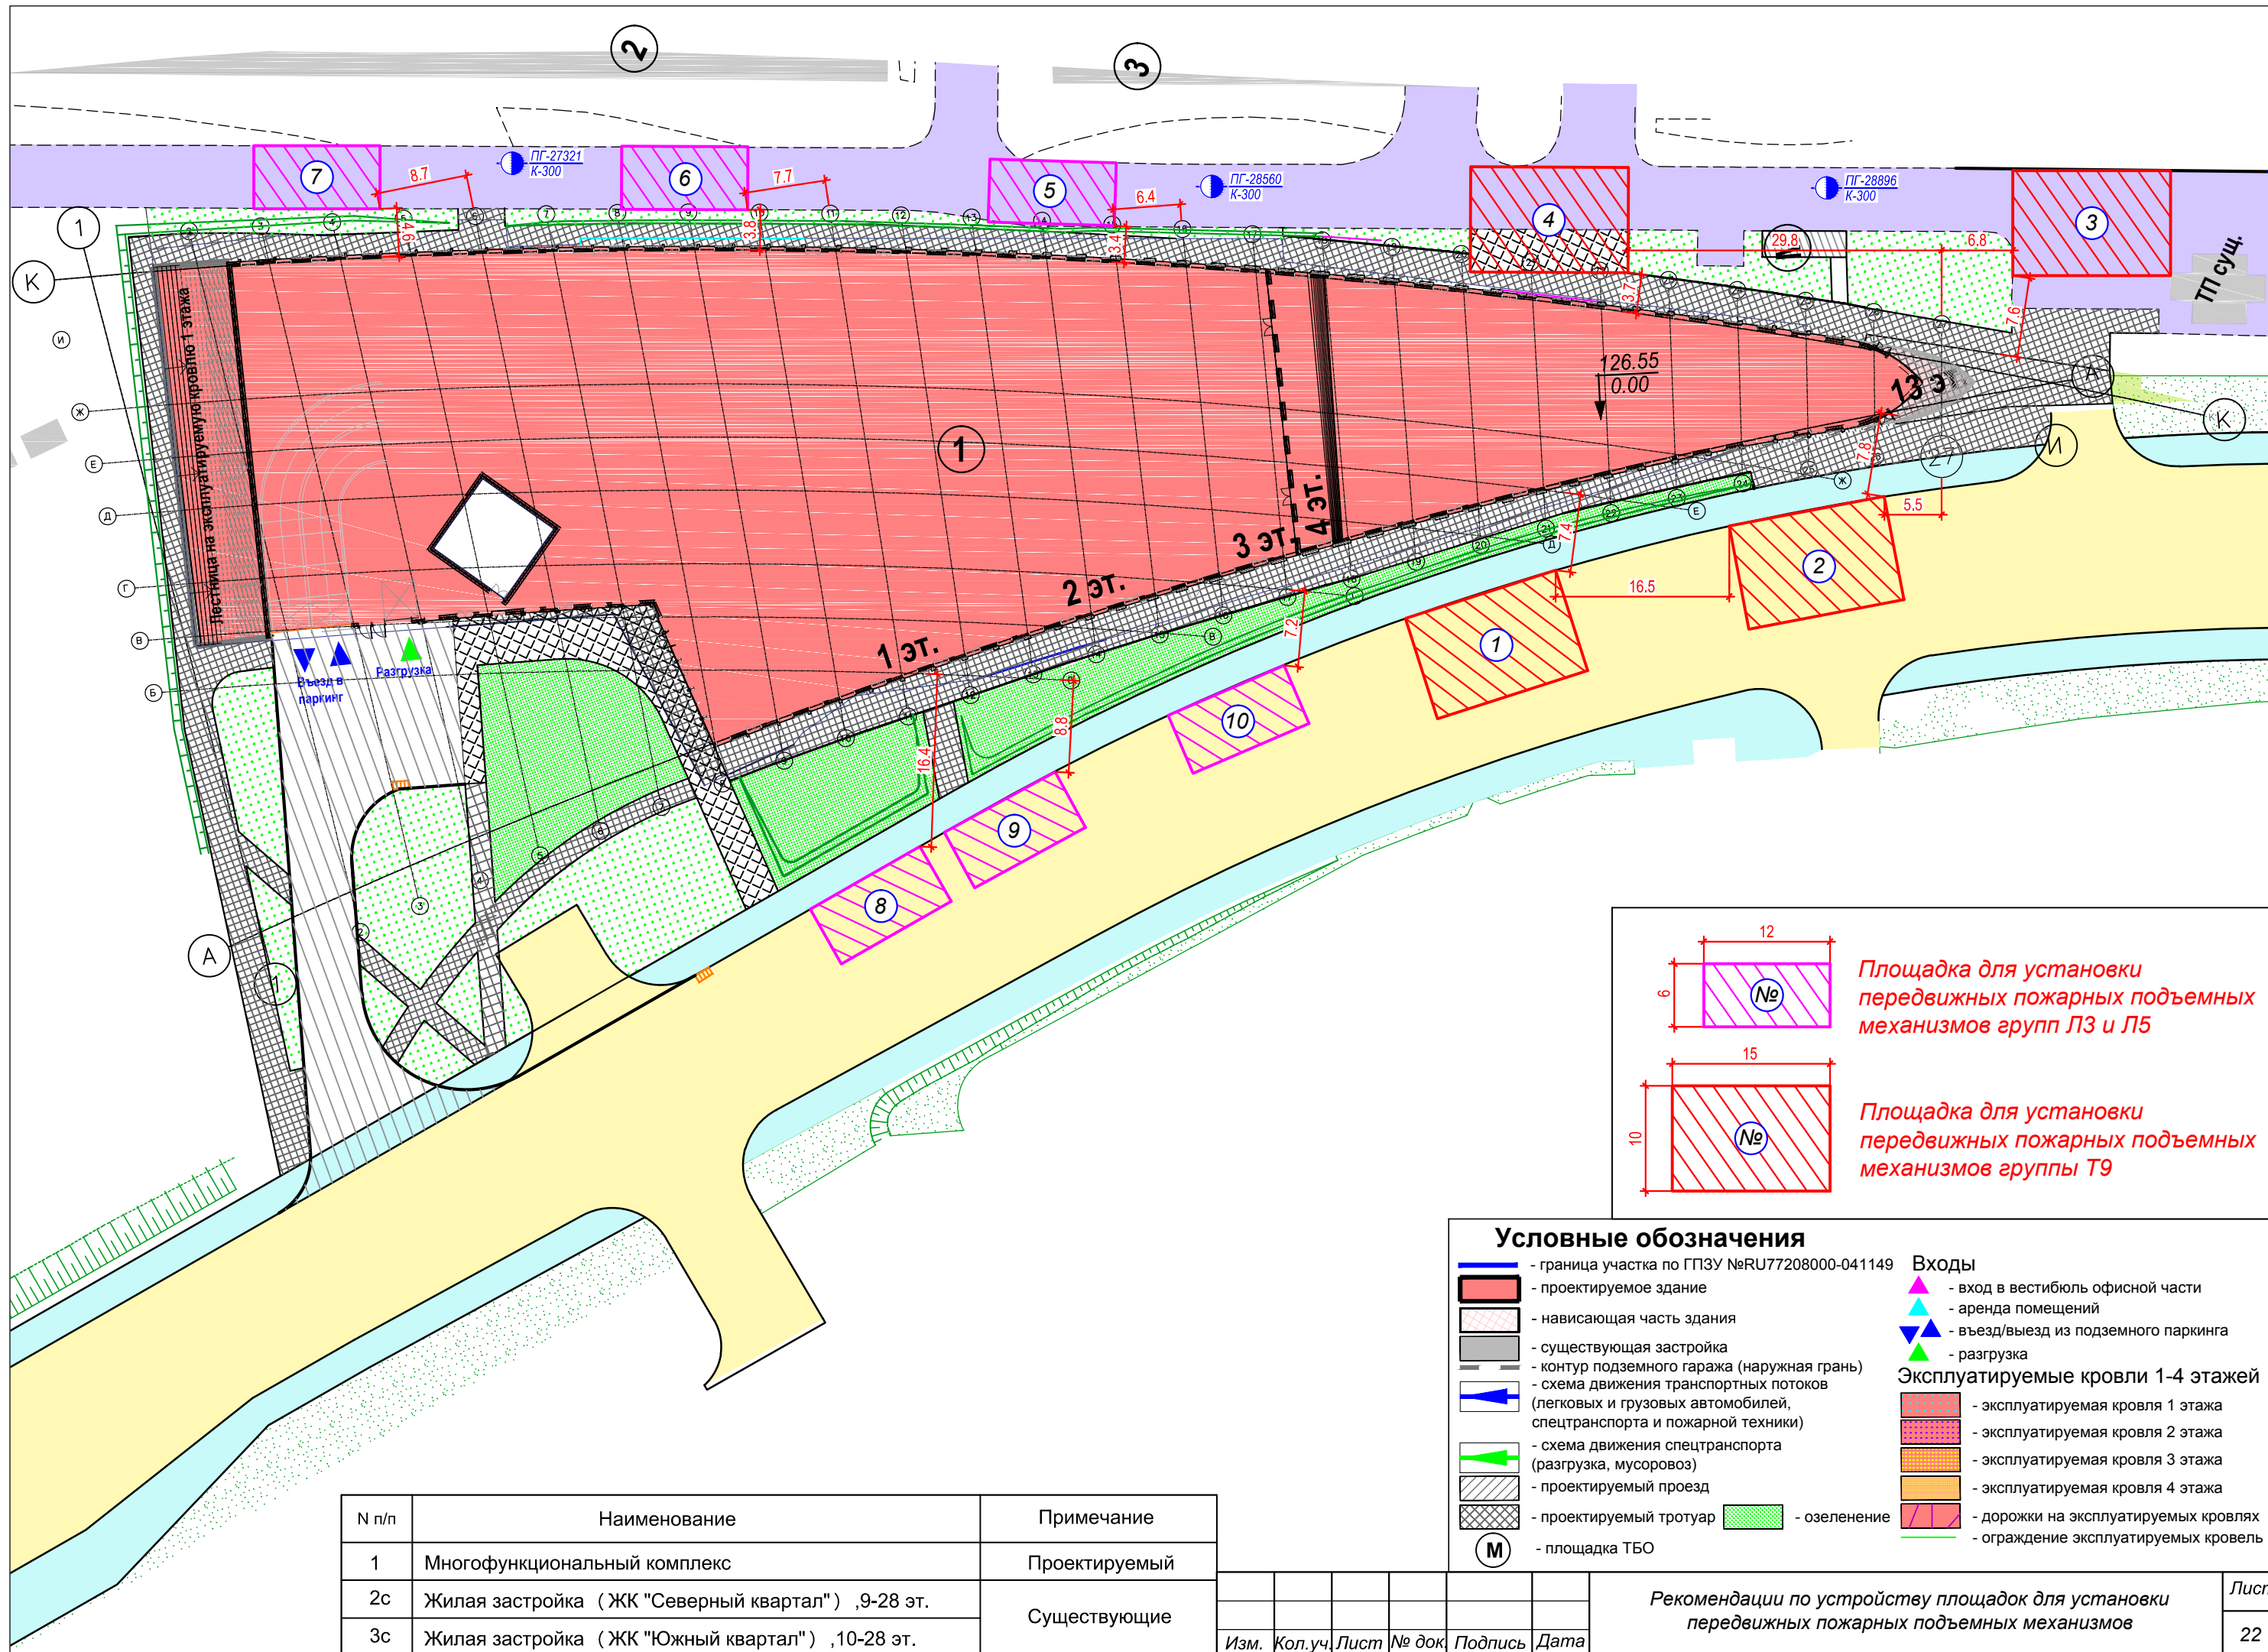 2
3
7
8.7
ПГ-27321
К-300
6
7.7
5
6.4
ПГ-28560
К-300
4
ПГ-28896
К-300
3
1
К
4.6
3.8
3.4
3.7
29.8
6.8
7.6
ТП сущ.
И
Ж
Е
Д
Г
В
Б
А
1
Лестница на эксплуатируемую кровлю 1 этажа
126.55
0.00
13 э
А
К
И
27
1
4 эт.
3 эт.
2 эт.
1 эт.
7.8
5.5
7.4
16.5
7.2
8.8
16.4
2
1
10
9
8
Въезд в
паркинг
Разгрузка
12
6
№
Площадка для установки
передвижных пожарных подъемных
механизмов групп Л3 и Л5
15
10
№
Площадка для установки
передвижных пожарных подъемных
механизмов группы Т9
Условные обозначения
- граница участка по ГПЗУ №RU77208000-041149
- проектируемое здание
- нависающая часть здания
- существующая застройка
- контур подземного гаража (наружная грань)
- схема движения транспортных потоков
(легковых и грузовых автомобилей,
спецтранспорта и пожарной техники)
- схема движения спецтранспорта
(разгрузка, мусоровоз)
- проектируемый проезд
- проектируемый тротуар
- озеленение
М
- площадка ТБО
Входы
- вход в вестибюль офисной части
- аренда помещений
- въезд/выезд из подземного паркинга
- разгрузка
Эксплуатируемые кровли 1-4 этажей
- эксплуатируемая кровля 1 этажа
- эксплуатируемая кровля 2 этажа
- эксплуатируемая кровля 3 этажа
- эксплуатируемая кровля 4 этажа
- дорожки на эксплуатируемых кровлях
- ограждение эксплуатируемых кровель
N п/п Наименование Примечание
1 Многофункциональный комплекс Проектируемый
2с Жилая застройка (ЖК "Северный квартал") ,9-28 эт.
Существующие
3с Жилая застройка (ЖК "Южный квартал") ,10-28 эт.
Изм. Кол.уч. Лист № док. Подпись Дата
Рекомендации по устройству площадок для установки
передвижных пожарных подъемных механизмов
Лист
22